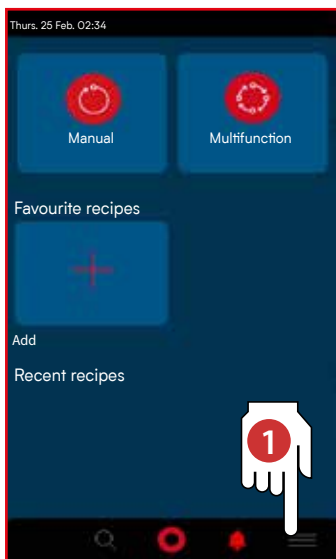 Thurs. 25 Feb. 02:34
Manual
Multifunction
Favourite recipes
Add
Recent recipes
1